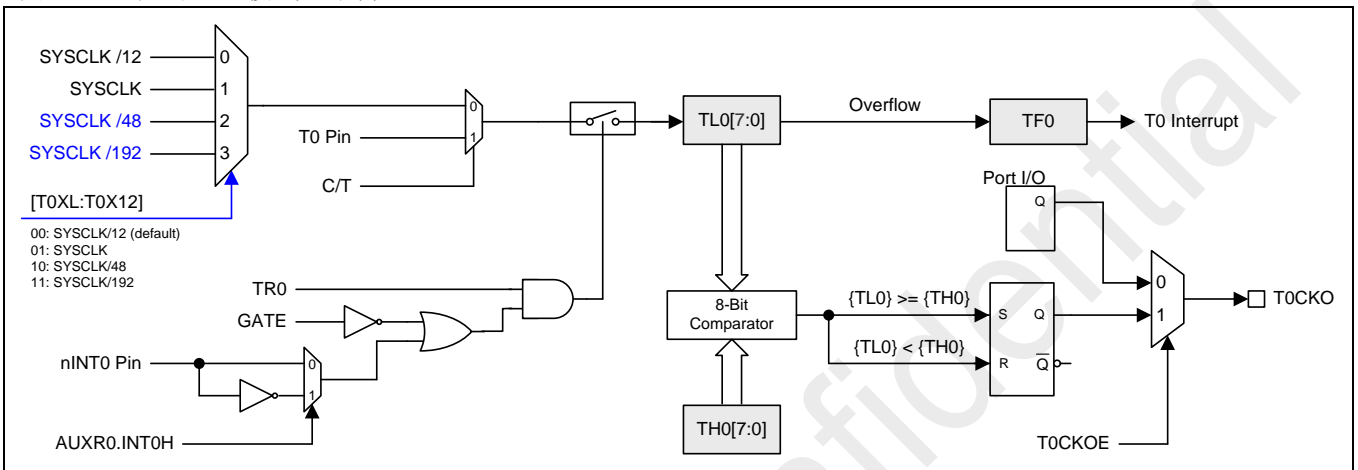 SYSCLK /12
0
SYSCLK
1
SYSCLK /48
2
SYSCLK /192
3
[T0XL:T0X12]
00: SYSCLK/12 (default)
01: SYSCLK
10: SYSCLK/48
11: SYSCLK/192
0
T0 Pin
1
C/T
TR0
GATE
nINT0 Pin
0
1
AUXR0.INT0H
TL0[7:0]
Overflow
TF0
T0 Interrupt
Port I/O
Q
8-Bit
Comparator
{TL0} >= {TH0}
{TL0} < {TH0}
S
Q
R
Q
TH0[7:0]
0
1
T0CKO
T0CKOE